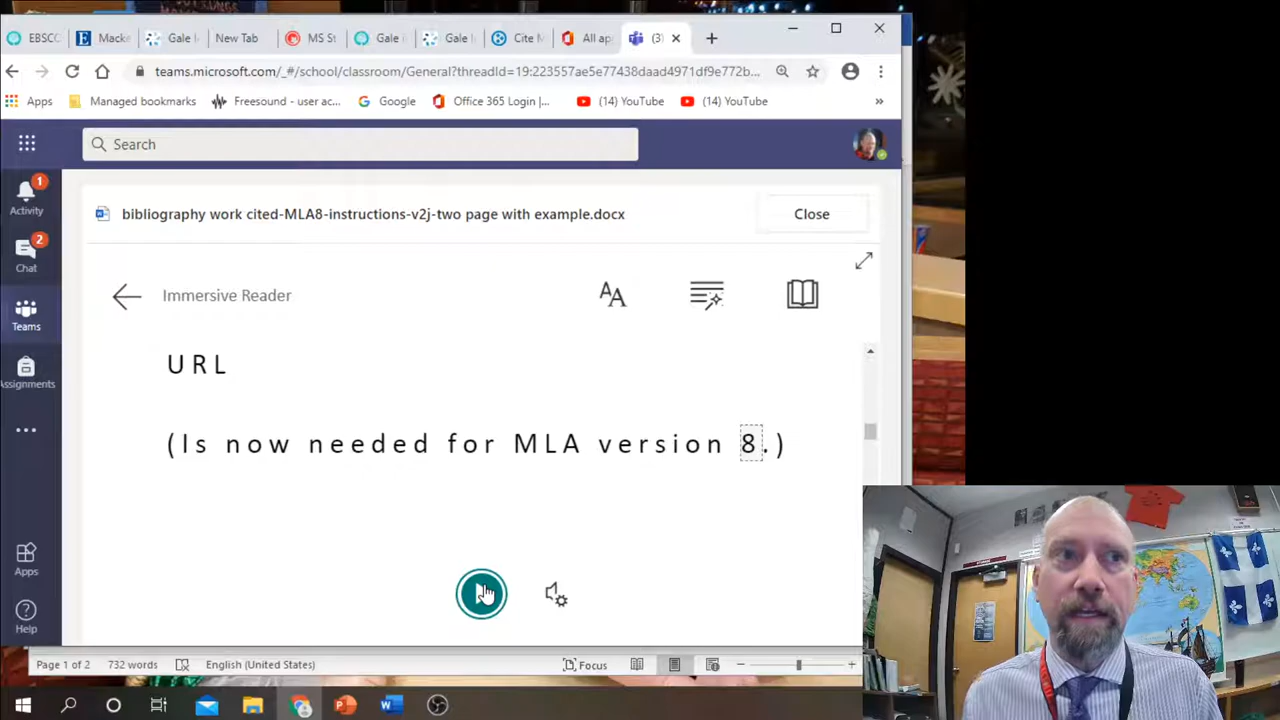 EBSCO
Macke
Gale I
New Tab
MS St
Gale i
Gale I
Cite M
All ap
(3)
teams.microsoft.com/_#/school/classroom/General?threadId=19:223557ae5e77438daad4971df9e772b...
Apps
Managed bookmarks
Freesound - user ac...
Google
Office 365 Login |...
(14) YouTube
(14) YouTube
»
Search
1
Activity
bibliography work cited-MLA8-instructions-v2j-two page with example.docx
Close
2
Chat
Immersive Reader
AA
Teams
URL
Assignments
(Is now needed for MLA version 8.)
Apps
Help
Page 1 of 2
732 words
English (United States)
Focus